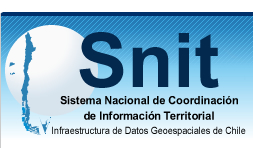 Snit
Sistema Nacional de Coordinación
de Información Territorial
Infraestructura de Datos Geoespaciales de Chile